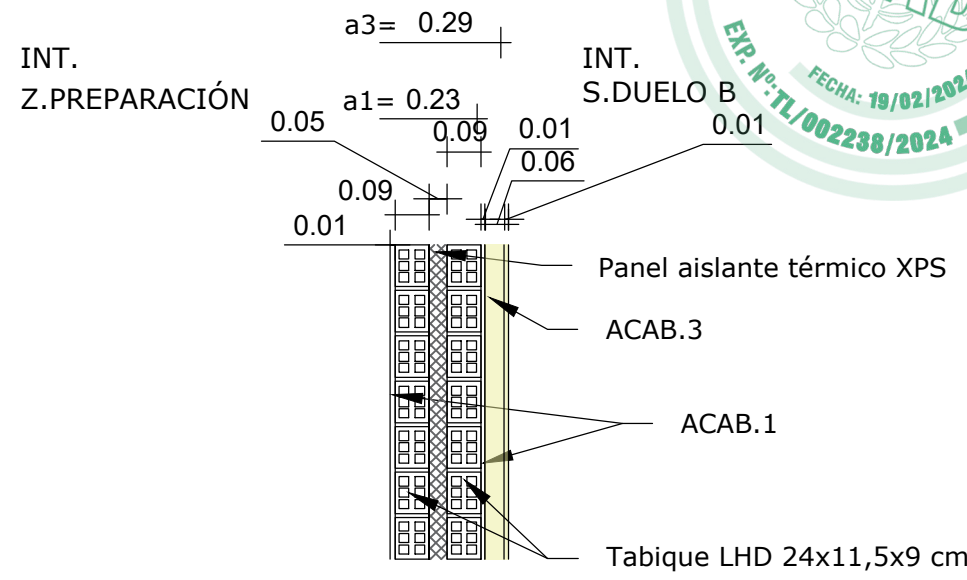 a3= 0.29
INT.
Z.PREPARACIÓN
INT.
S.DUELO B
a1= 0.23
0.05
0.09
0.01
0.01
0.06
0.09
0.01
EXP. Nº: TL/002238/2024
FECHA: 19/02/202
Panel aislante térmico XPS
ACAB.3
ACAB.1
Tabique LHD 24x11,5x9 cm